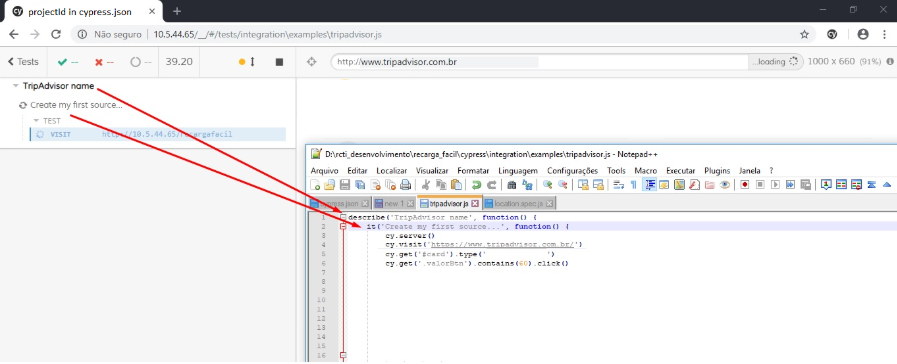 projectId in cypress.json
Não seguro | 10.5.44.65/__/#/tests/integration\examples\tripadvisor.js
Tests -- -- -- 39.20
http://www.tripadvisor.com.br ...loading 1000 x 660 (91%)
TripAdvisor name
Create my first source...
TEST
VISIT http://10.5.44.65/recargafacil
D:\rcti_desenvolvimento\recarga_facil\cypress\integration\examples\tripadvisor.js - Notepad++
Arquivo Editar Localizar Visualizar Formatar Linguagem Configurações Tools Macro Executar Plugins Janela ?
cypress.json new 1 tripadvisor.js location.spec.js
1 describe('TripAdvisor name', function() {
2 it('Create my first source...', function() {
3 cy.server()
4 cy.visit('https://www.tripadvisor.com.br/')
5 cy.get('#card').type(' ')
6 cy.get('.valorBtn').contains(60).click()
7
8
9
10
11
12
13
14
15
16